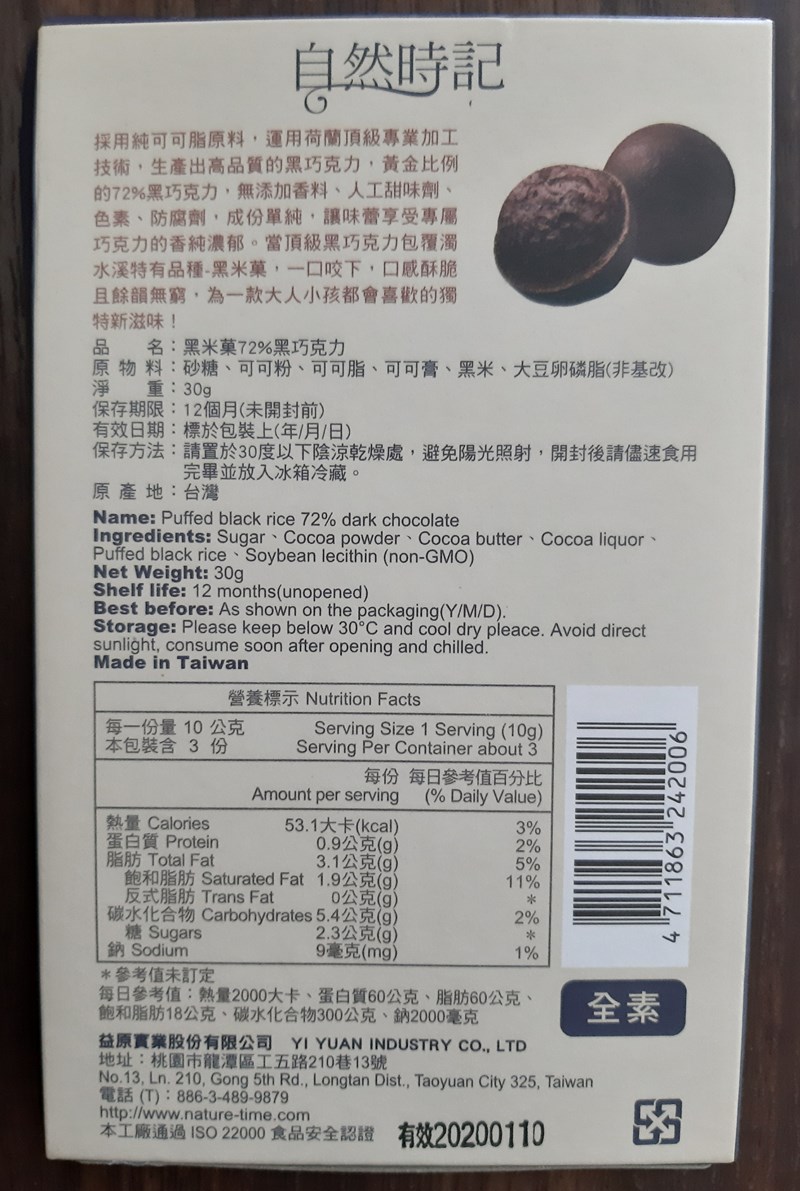 自然時記
採用純可可脂原料，運用荷蘭頂級專業加工
技術，生產出高品質的黑巧克力，黃金比例
的72%黑巧克力，無添加香料、人工甜味劑、
色素、防腐劑，成份單純，讓味蕾享受專屬
巧克力的香純濃郁。當頂級黑巧克力包覆濁
水溪特有品種-黑米菓，一口咬下，口感酥脆
且餘韻無窮，為一款大人小孩都會喜歡的獨
特新滋味！
品　　名：黑米菓72%黑巧克力
原 物 料：砂糖、可可粉、可可脂、可可膏、黑米、大豆卵磷脂(非基改)
淨　　重：30g
保存期限：12個月(未開封前)
有效日期：標於包裝上(年/月/日)
保存方法：請置於30度以下陰涼乾燥處，避免陽光照射，開封後請儘速食用
完畢並放入冰箱冷藏。
原 產 地：台灣
Name: Puffed black rice 72% dark chocolate
Ingredients: Sugar、Cocoa powder、Cocoa butter、Cocoa liquor、
Puffed black rice、Soybean lecithin (non-GMO)
Net Weight: 30g
Shelf life: 12 months(unopened)
Best before: As shown on the packaging(Y/M/D).
Storage: Please keep below 30°C and cool dry pleace. Avoid direct
sunlight, consume soon after opening and chilled.
Made in Taiwan
營養標示 Nutrition Facts
每一份量 10 公克 Serving Size 1 Serving (10g)
本包裝含 3 份 Serving Per Container about 3
每份 每日參考值百分比
Amount per serving (% Daily Value)
熱量 Calories 53.1大卡(kcal) 3%
蛋白質 Protein 0.9公克(g) 2%
脂肪 Total Fat 3.1公克(g) 5%
飽和脂肪 Saturated Fat 1.9公克(g) 11%
反式脂肪 Trans Fat 0公克(g) *
碳水化合物 Carbohydrates 5.4公克(g) 2%
糖 Sugars 2.3公克(g) *
鈉 Sodium 9毫克(mg) 1%
4 711863 242006
*參考值未訂定
每日參考值：熱量2000大卡、蛋白質60公克、脂肪60公克、
飽和脂肪18公克、碳水化合物300公克、鈉2000毫克
全素
益原實業股份有限公司 YI YUAN INDUSTRY CO., LTD
地址：桃園市龍潭區工五路210巷13號
No.13, Ln. 210, Gong 5th Rd., Longtan Dist., Taoyuan City 325, Taiwan
電話 (T)：886-3-489-9879
http://www.nature-time.com
本工廠通過 ISO 22000 食品安全認證 有效20200110